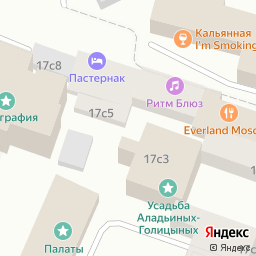 Кальянная
I'm Smoking
17с8
Пастернак
Ритм Блюз
17с5
Everland Mosc
графия
17с3
Усадьба
Аладьиных-
Голицыных
Палаты
Яндекс